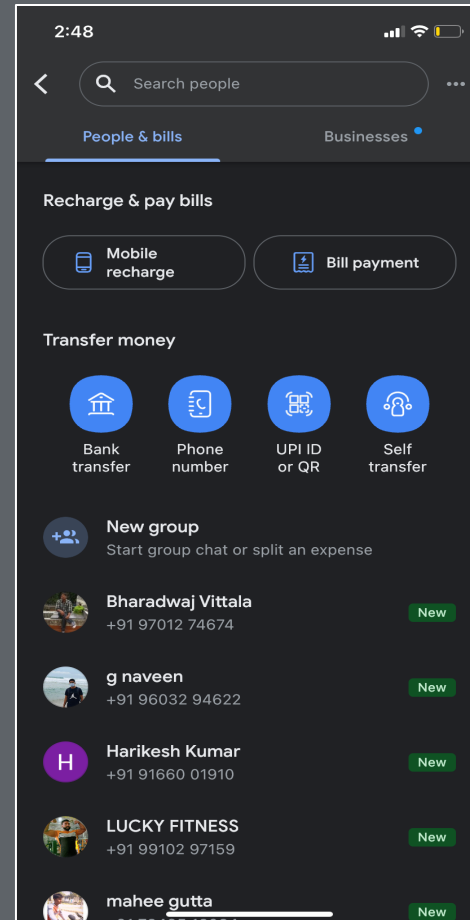 2:48
Search people
People & bills
Businesses
Recharge & pay bills
Mobile
recharge
Bill payment
Transfer money
Bank
transfer
Phone
number
UPI ID
or QR
Self
transfer
New group
Start group chat or split an expense
Bharadwaj Vittala
New
+91 97012 74674
g naveen
New
+91 96032 94622
H
Harikesh Kumar
New
+91 91660 01910
LUCKY FITNESS
New
+91 99102 97159
mahee gutta
New